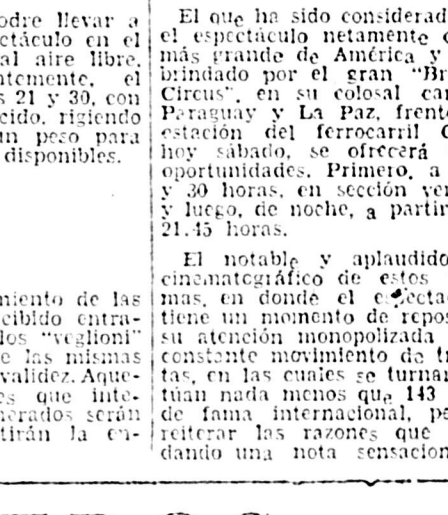 odre llevar a
ctáculo en el
al aire libre.
ntemente, el
s 21 y 30, con
cido, rigiendo
un peso para
disponibles.
miento de las
cibido entra-
los "veglioni"
e las mismas
validez. Aque-
es que inte-
nerados serán
tirán la en-
El que ha sido considerad
el espectáculo netamente c
más grande de América y
brindado por el gran "Br
Circus", en su colosal car
Paraguay y La Paz, frente
estación del ferrocarril C
hoy sábado, se ofrecerá
oportunidades. Primero, a
y 30 horas, en sección ver
y luego, de noche, a partir
21.45 horas.
El notable y aplaudido
cinematográfico de estos
mas, en donde el especta
tiene un momento de repos
su atención monopolizada
constante movimiento de tr
tas, en las cuales se turnan
túan nada menos que 143
de fama internacional, pe
reiterar las razones que
dando una nota sensacion